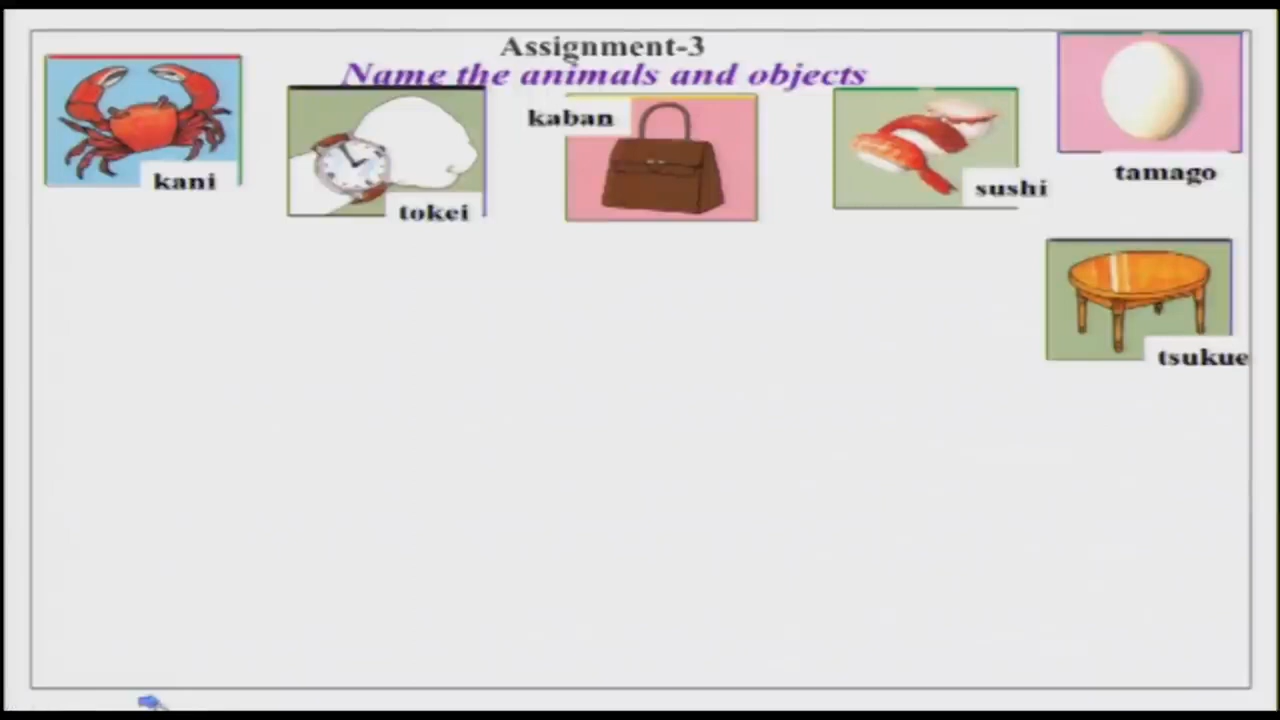 Assignment-3
Name the animals and objects
kani
tokei
kaban
sushi
tamago
tsukue